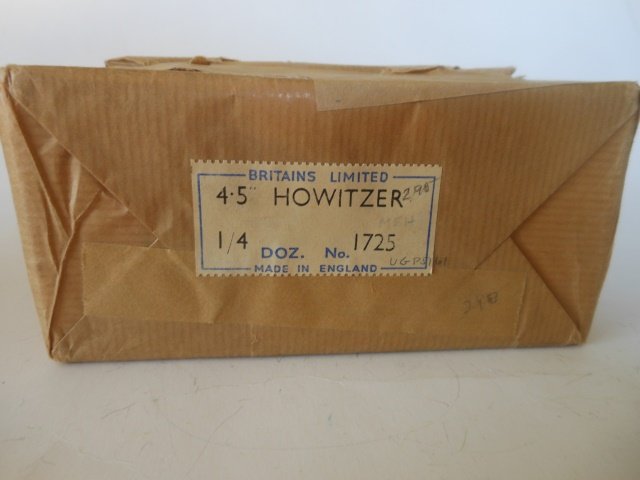 BRITAINS LIMITED
4·5" HOWITZER
1/4 DOZ. No. 1725
MADE IN ENGLAND